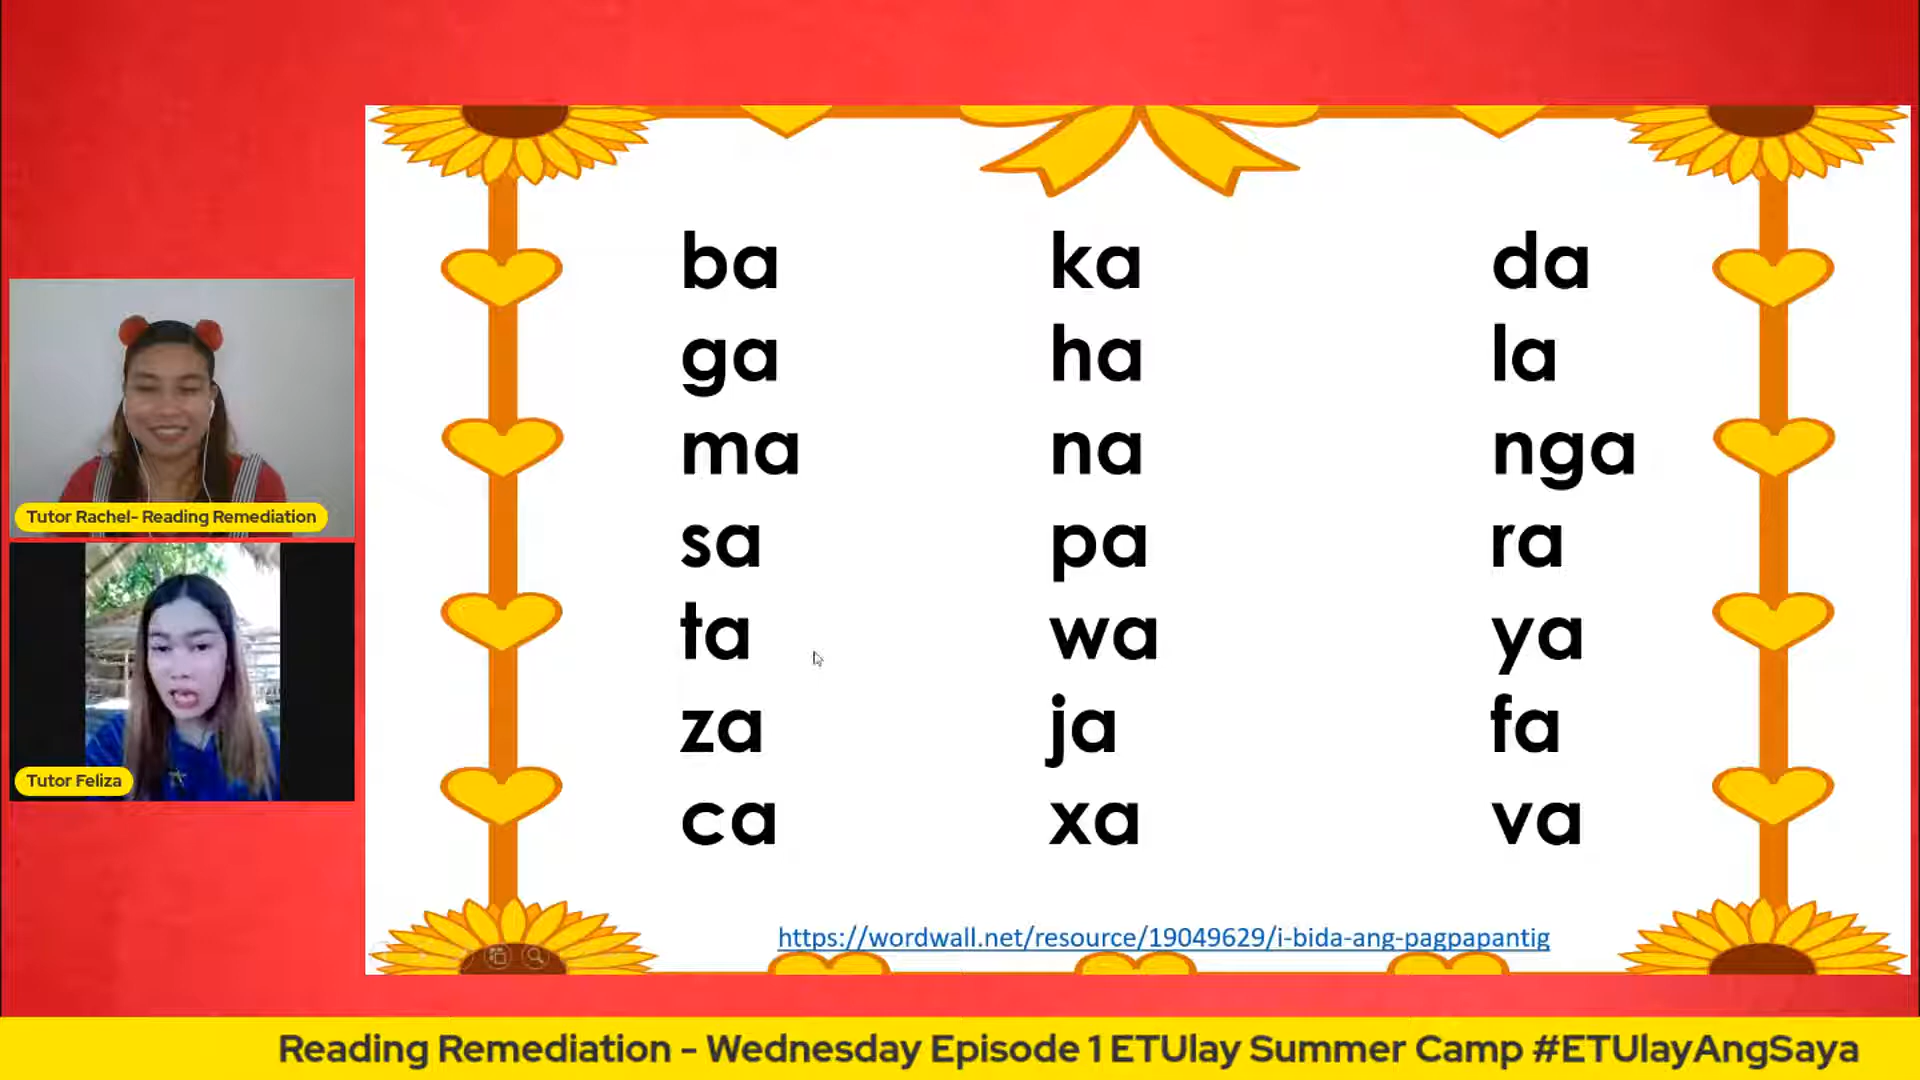 ba ka da
ga ha la
ma na nga
sa pa ra
ta wa ya
za ja fa
ca xa va
https://wordwall.net/resource/19049629/i-bida-ang-pagpapantig
Tutor Rachel- Reading Remediation
Tutor Feliza
Reading Remediation - Wednesday Episode 1 ETUlay Summer Camp #ETUlayAngSaya